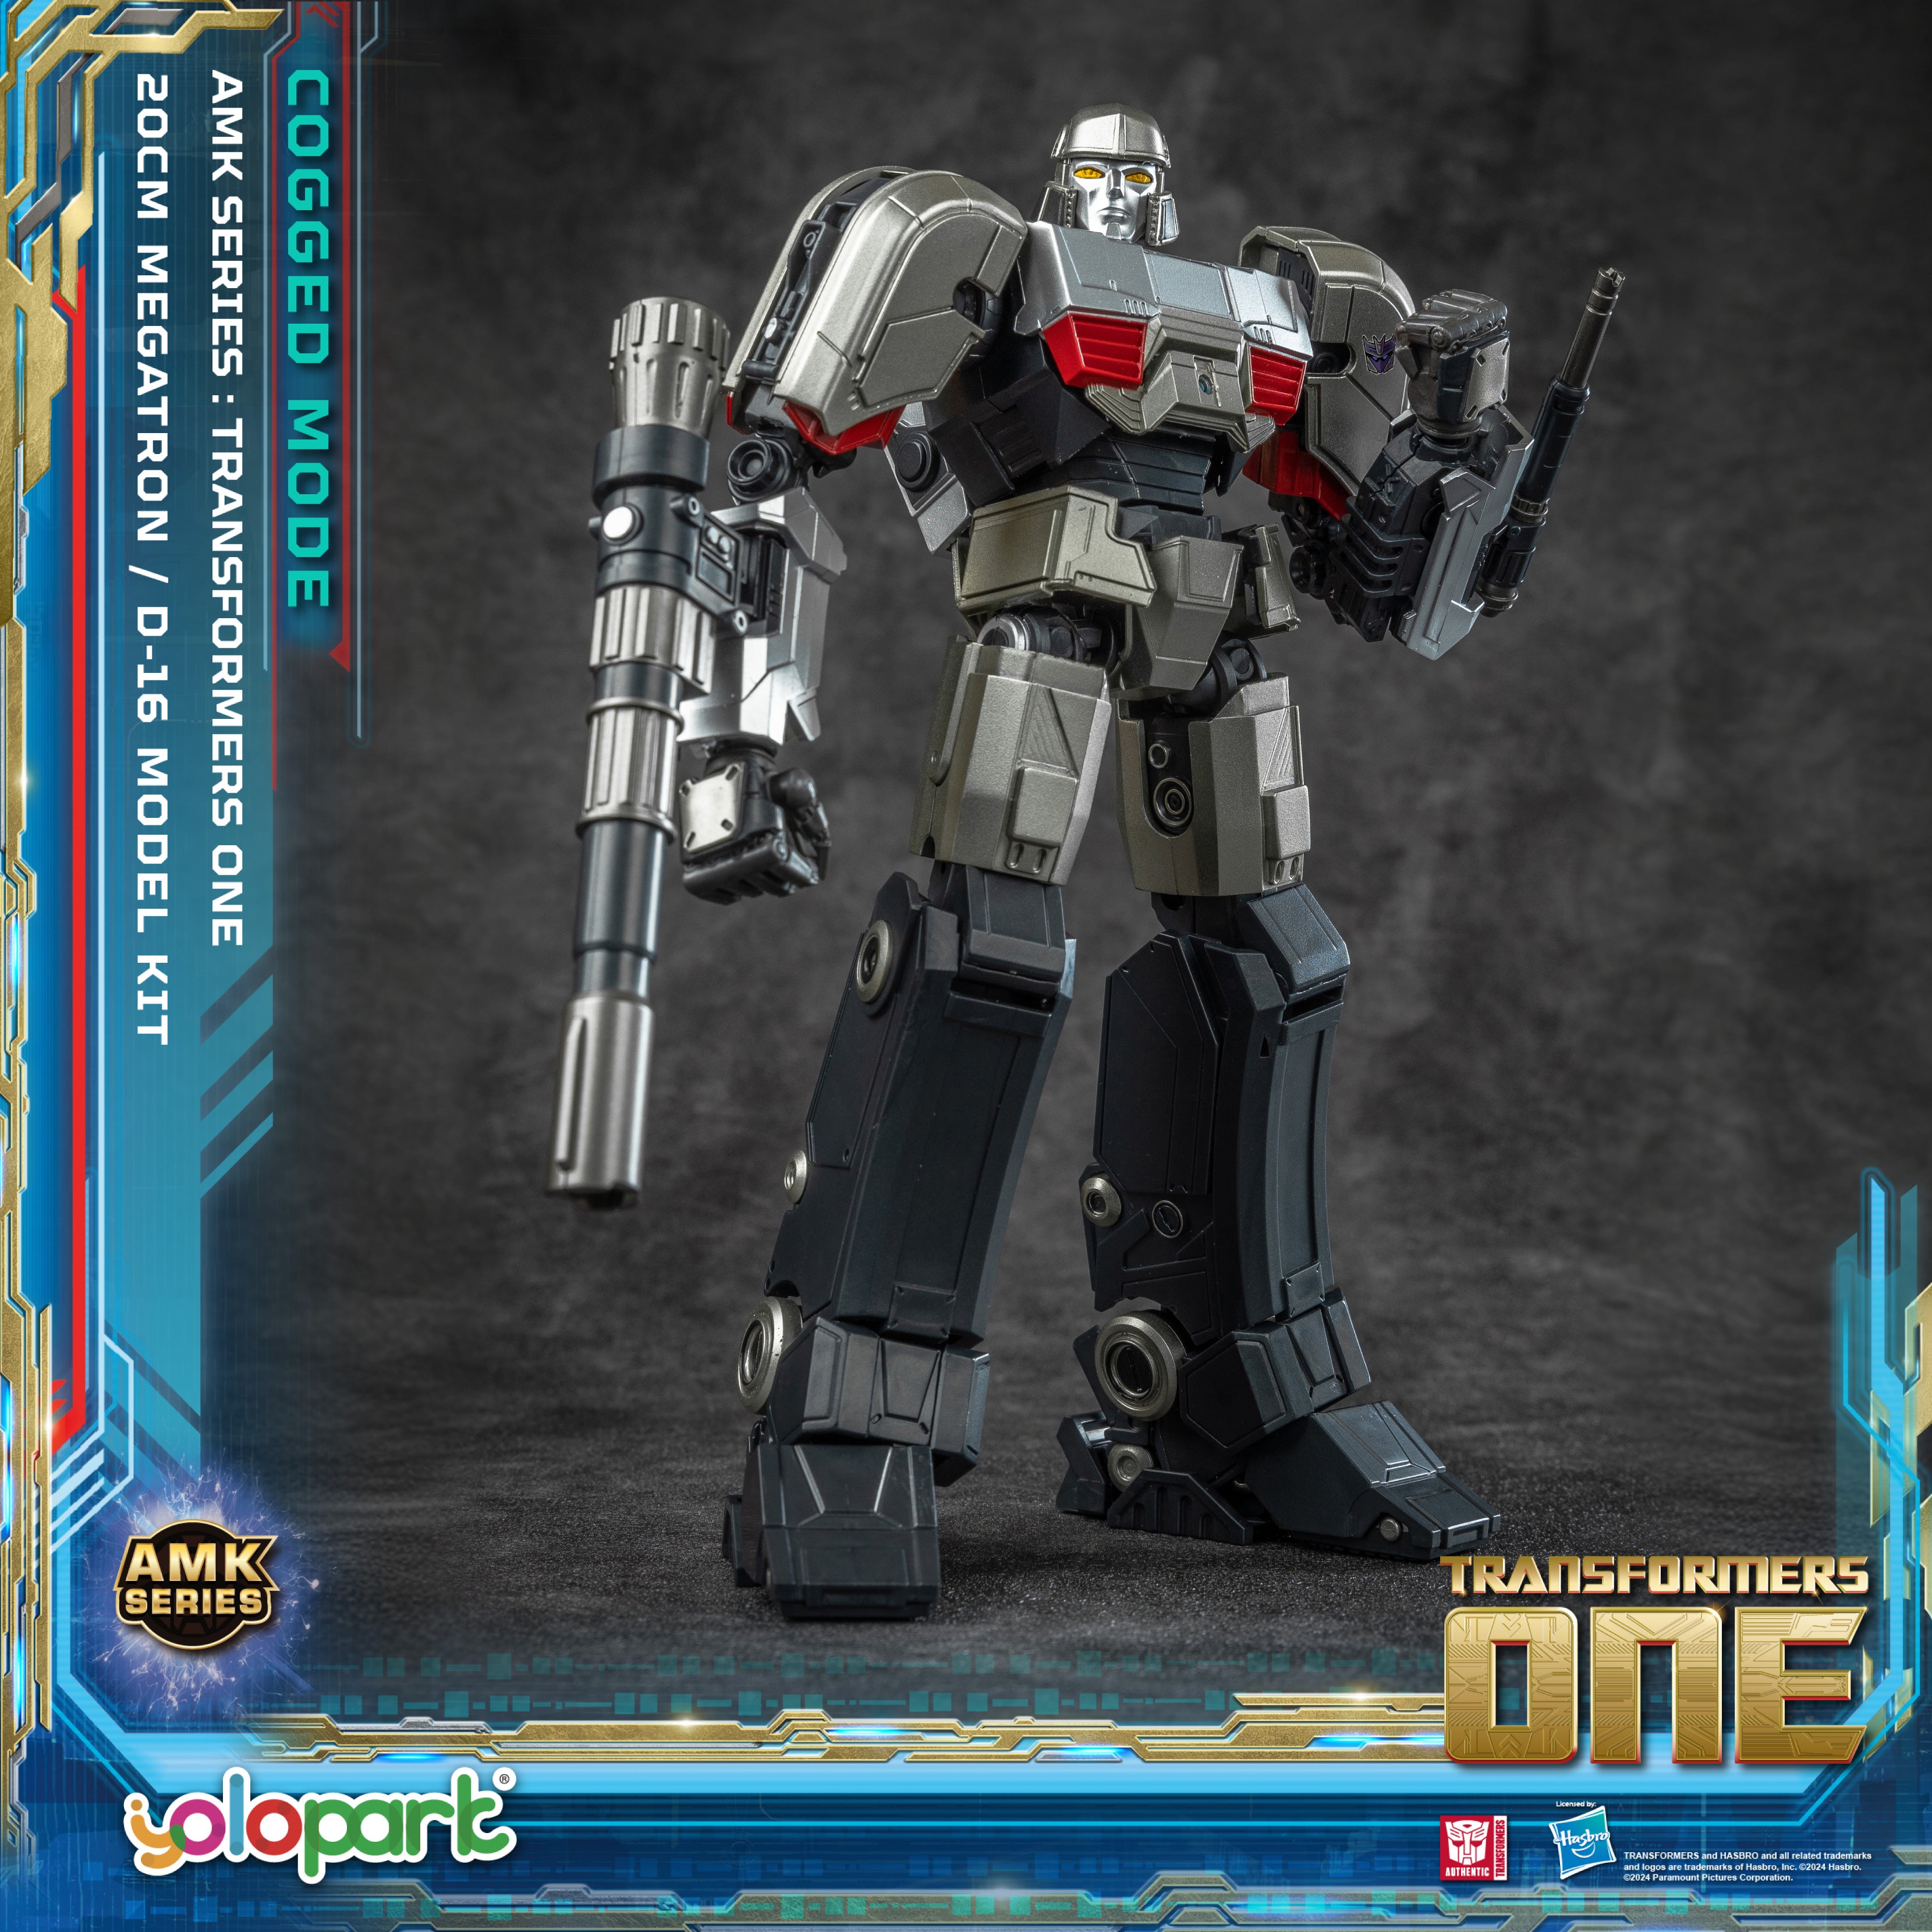 COGGED MODE
AMK SERIES : TRANSFORMERS ONE
20CM MEGATRON / D-16 MODEL KIT
AMK
SERIES
TRANSFORMERS
ONE
yolopart®
AUTHENTIC
TRANSFORMERS
Licensed by:
Hasbro
TRANSFORMERS and HASBRO and all related trademarks
and logos are trademarks of Hasbro, Inc. ©2024 Hasbro.
©2024 Paramount Pictures Corporation.